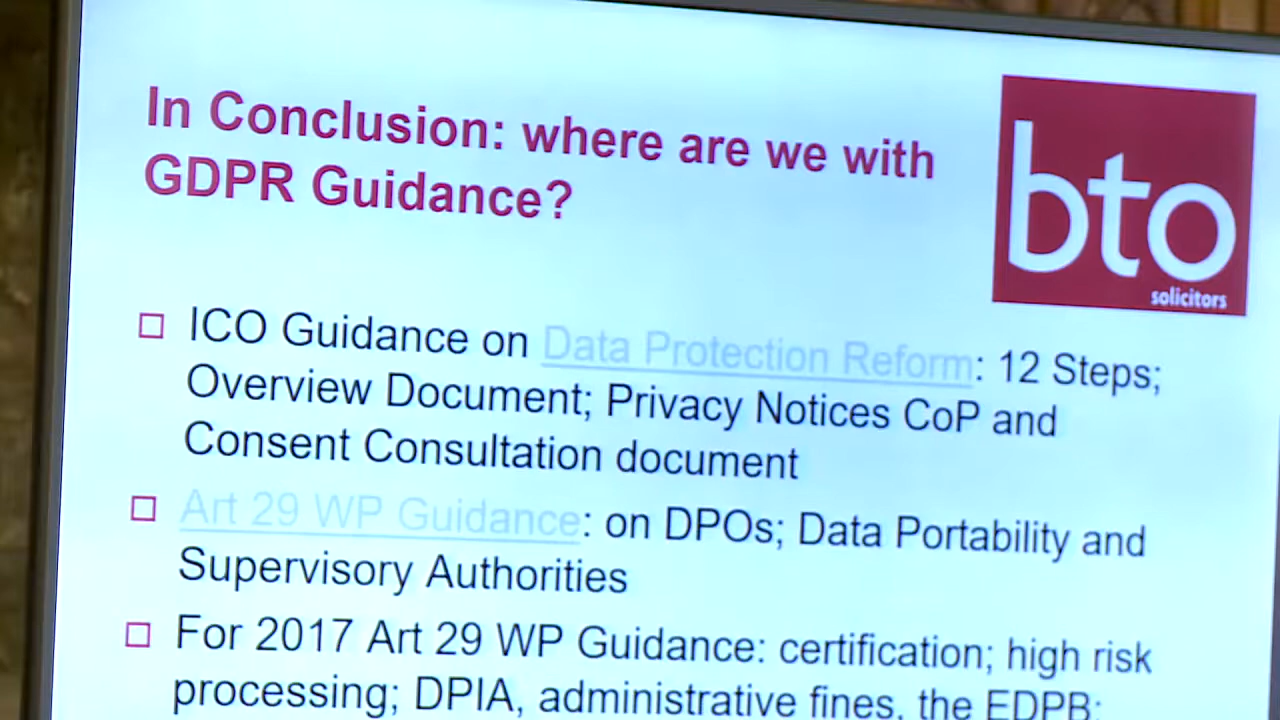 In Conclusion: where are we with
GDPR Guidance?
bto
solicitors
ICO Guidance on Data Protection Reform: 12 Steps;
Overview Document; Privacy Notices CoP and
Consent Consultation document
Art 29 WP Guidance: on DPOs; Data Portability and
Supervisory Authorities
For 2017 Art 29 WP Guidance: certification; high risk
processing; DPIA, administrative fines, the EDPB;